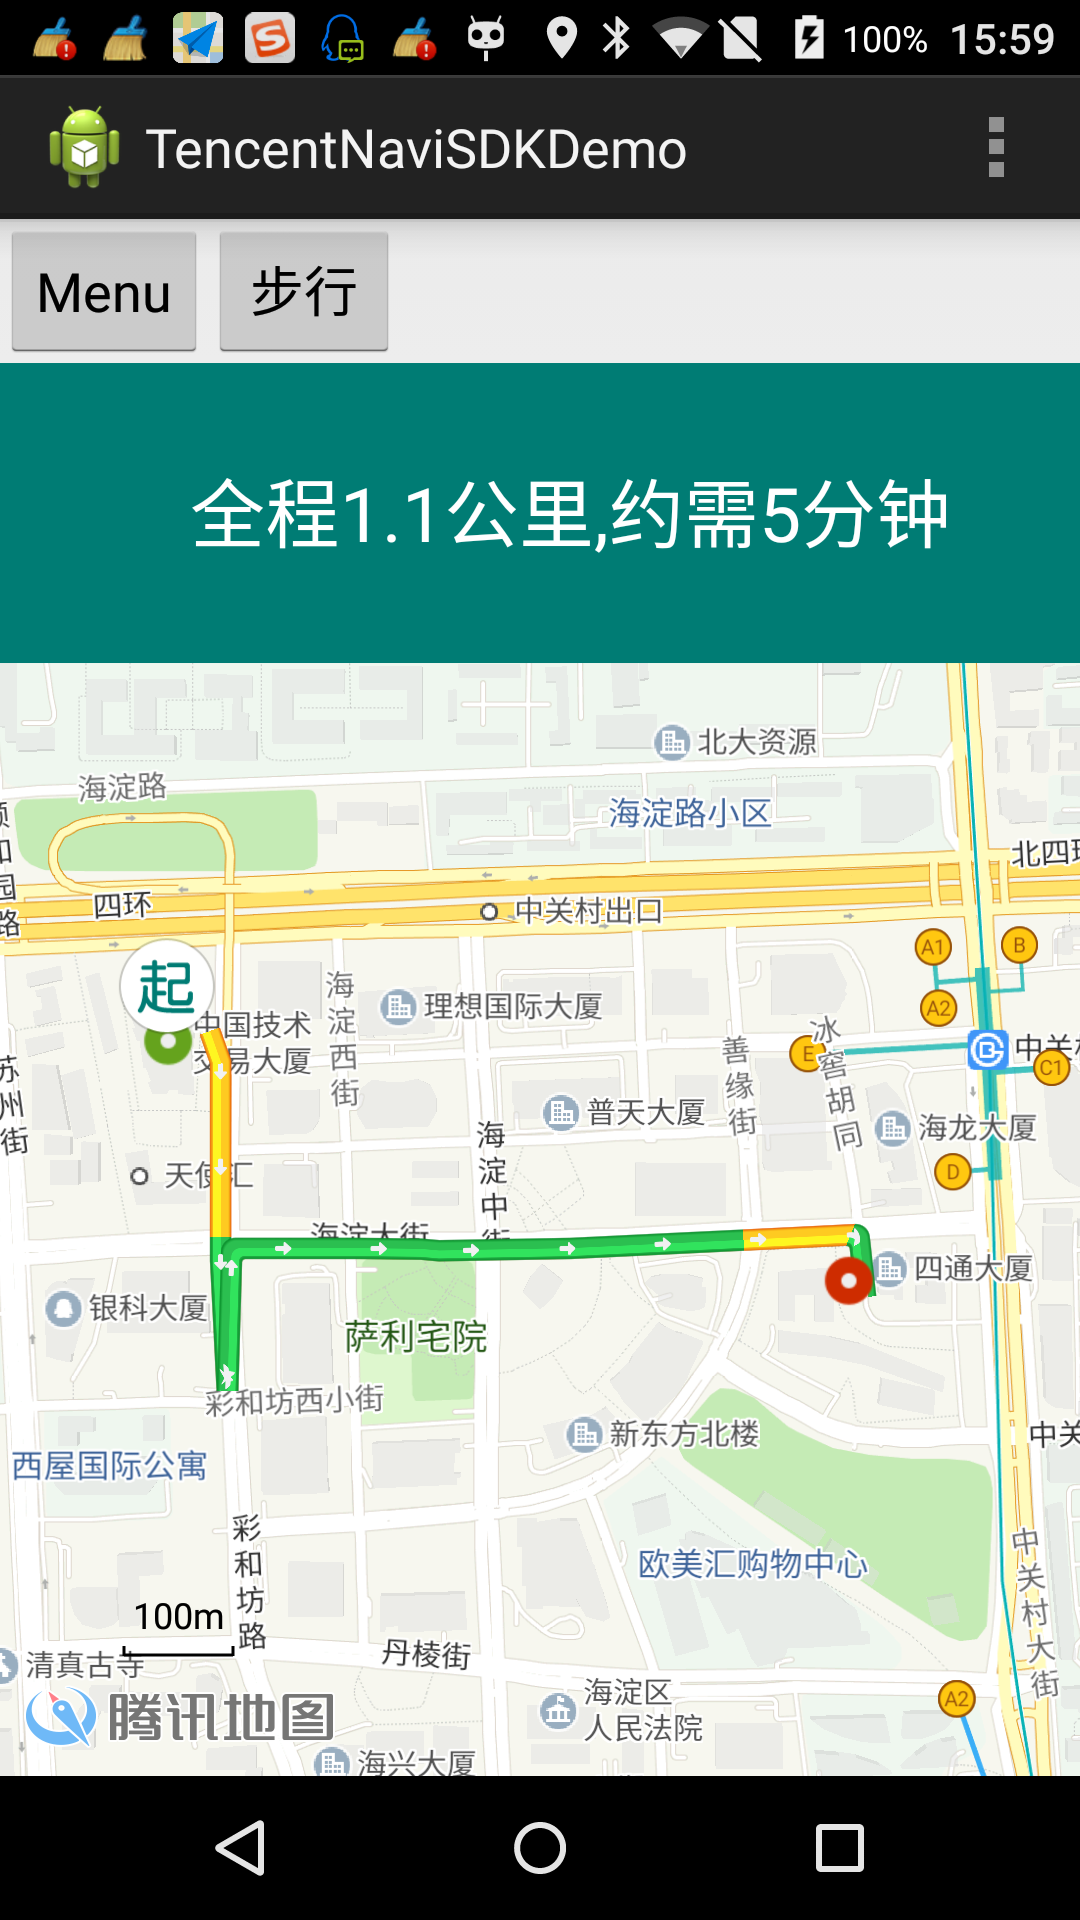 100% 15:59
TencentNaviSDKDemo
Menu 步行
全程1.1公里,约需5分钟
北大资源
海淀路
海淀路小区
北四环
四环
中关村出口
A1
B
起
A2
海淀西街
理想国际大厦
中国技术
交易大厦
善缘街
冰窖胡同
E
C1
苏州街
普天大厦
海龙大厦
海淀中街
天使汇
D
海淀大街
四通大厦
银科大厦
萨利宅院
彩和坊西小街
新东方北楼
西屋国际公寓
彩和坊路
欧美汇购物中心
中关村大街
100m
丹棱街
清真古寺
海淀区
人民法院
A2
腾讯地图
海兴大厦